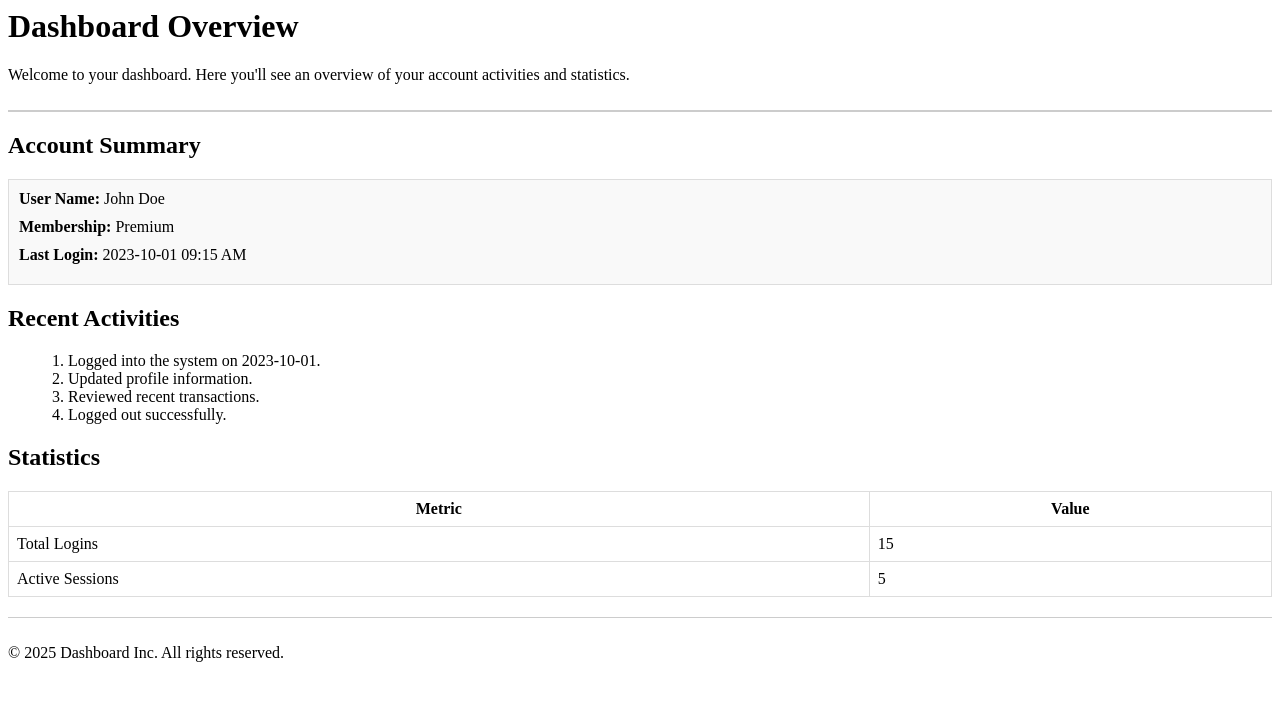 Dashboard Overview
Welcome to your dashboard. Here you'll see an overview of your account activities and statistics.
Account Summary
User Name: John Doe
Membership: Premium
Last Login: 2023-10-01 09:15 AM
Recent Activities
1. Logged into the system on 2023-10-01.
2. Updated profile information.
3. Reviewed recent transactions.
4. Logged out successfully.
Statistics
Metric Value
Total Logins 15
Active Sessions 5
© 2025 Dashboard Inc. All rights reserved.